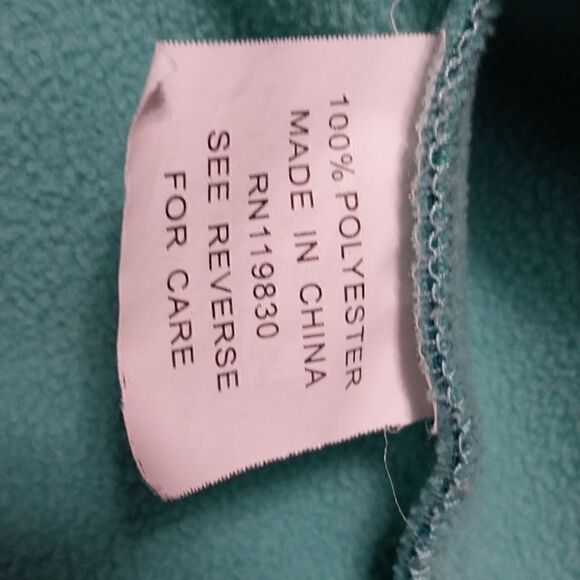 100% POLYESTER
MADE IN CHINA
RN119830
SEE REVERSE
FOR CARE